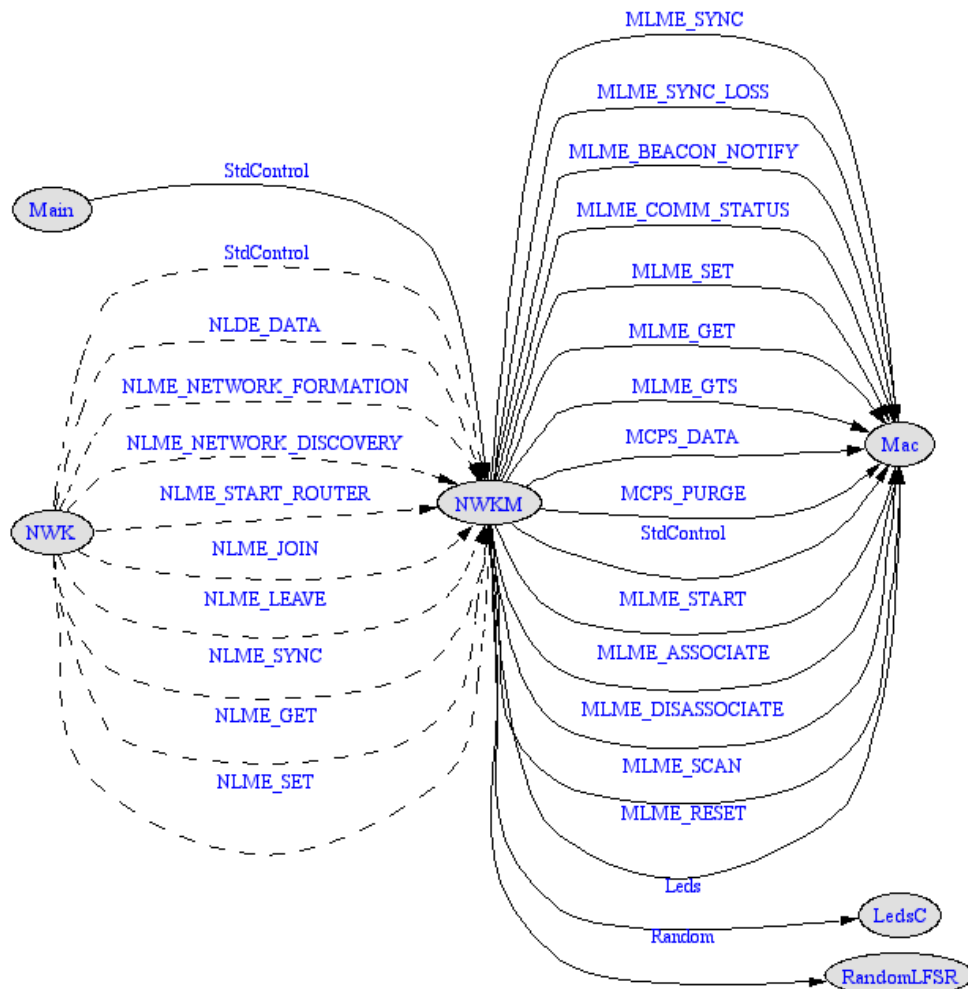 MLME_SYNC
MLME_SYNC_LOSS
MLME_BEACON_NOTIFY
StdControl
Main
MLME_COMM_STATUS
StdControl
MLME_SET
NLDE_DATA
MLME_GET
NLME_NETWORK_FORMATION
MLME_GTS
NLME_NETWORK_DISCOVERY
MCPS_DATA
Mac
NLME_START_ROUTER
NWKM
MCPS_PURGE
NWK
StdControl
NLME_JOIN
NLME_LEAVE
MLME_START
NLME_SYNC
MLME_ASSOCIATE
NLME_GET
MLME_DISASSOCIATE
NLME_SET
MLME_SCAN
MLME_RESET
Leds
LedsC
Random
RandomLFSR